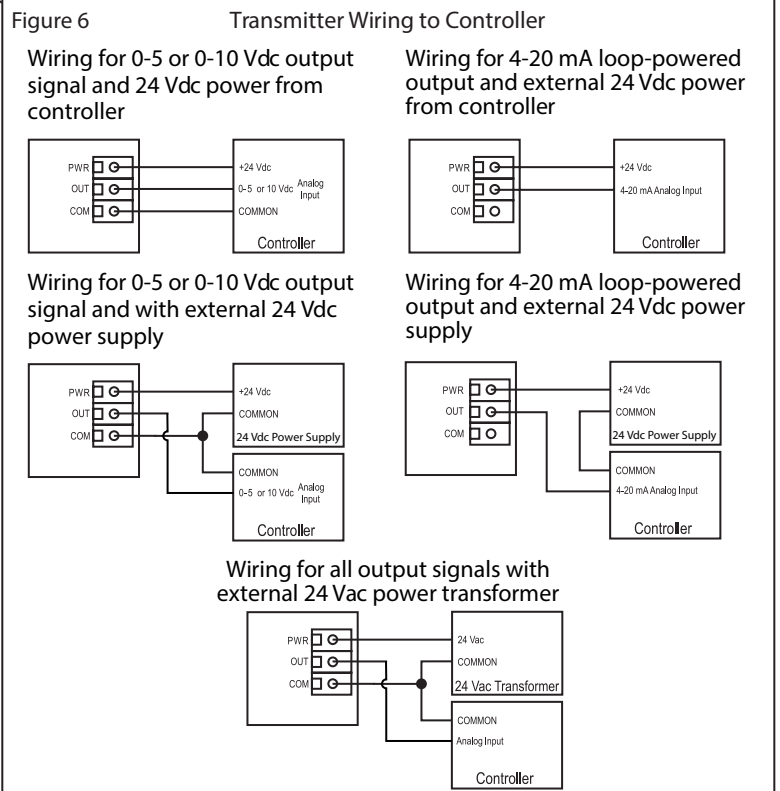 Figure 6 Transmitter Wiring to Controller
Wiring for 0-5 or 0-10 Vdc output
signal and 24 Vdc power from
controller
PWR
OUT
COM
+24 Vdc
0-5 or 10 Vdc Analog
Input
COMMON
Controller
Wiring for 4-20 mA loop-powered
output and external 24 Vdc power
from controller
PWR
OUT
COM
+24 Vdc
4-20 mA Analog Input
Controller
Wiring for 0-5 or 0-10 Vdc output
signal and with external 24 Vdc
power supply
PWR
OUT
COM
+24 Vdc
COMMON
24 Vdc Power Supply
COMMON
0-5 or 10 Vdc Analog
Input
Controller
Wiring for 4-20 mA loop-powered
output and external 24 Vdc power
supply
PWR
OUT
COM
+24 Vdc
COMMON
24 Vdc Power Supply
COMMON
4-20 mA Analog Input
Controller
Wiring for all output signals with
external 24 Vac power transformer
PWR
OUT
COM
24 Vac
COMMON
24 Vac Transformer
COMMON
Analog Input
Controller